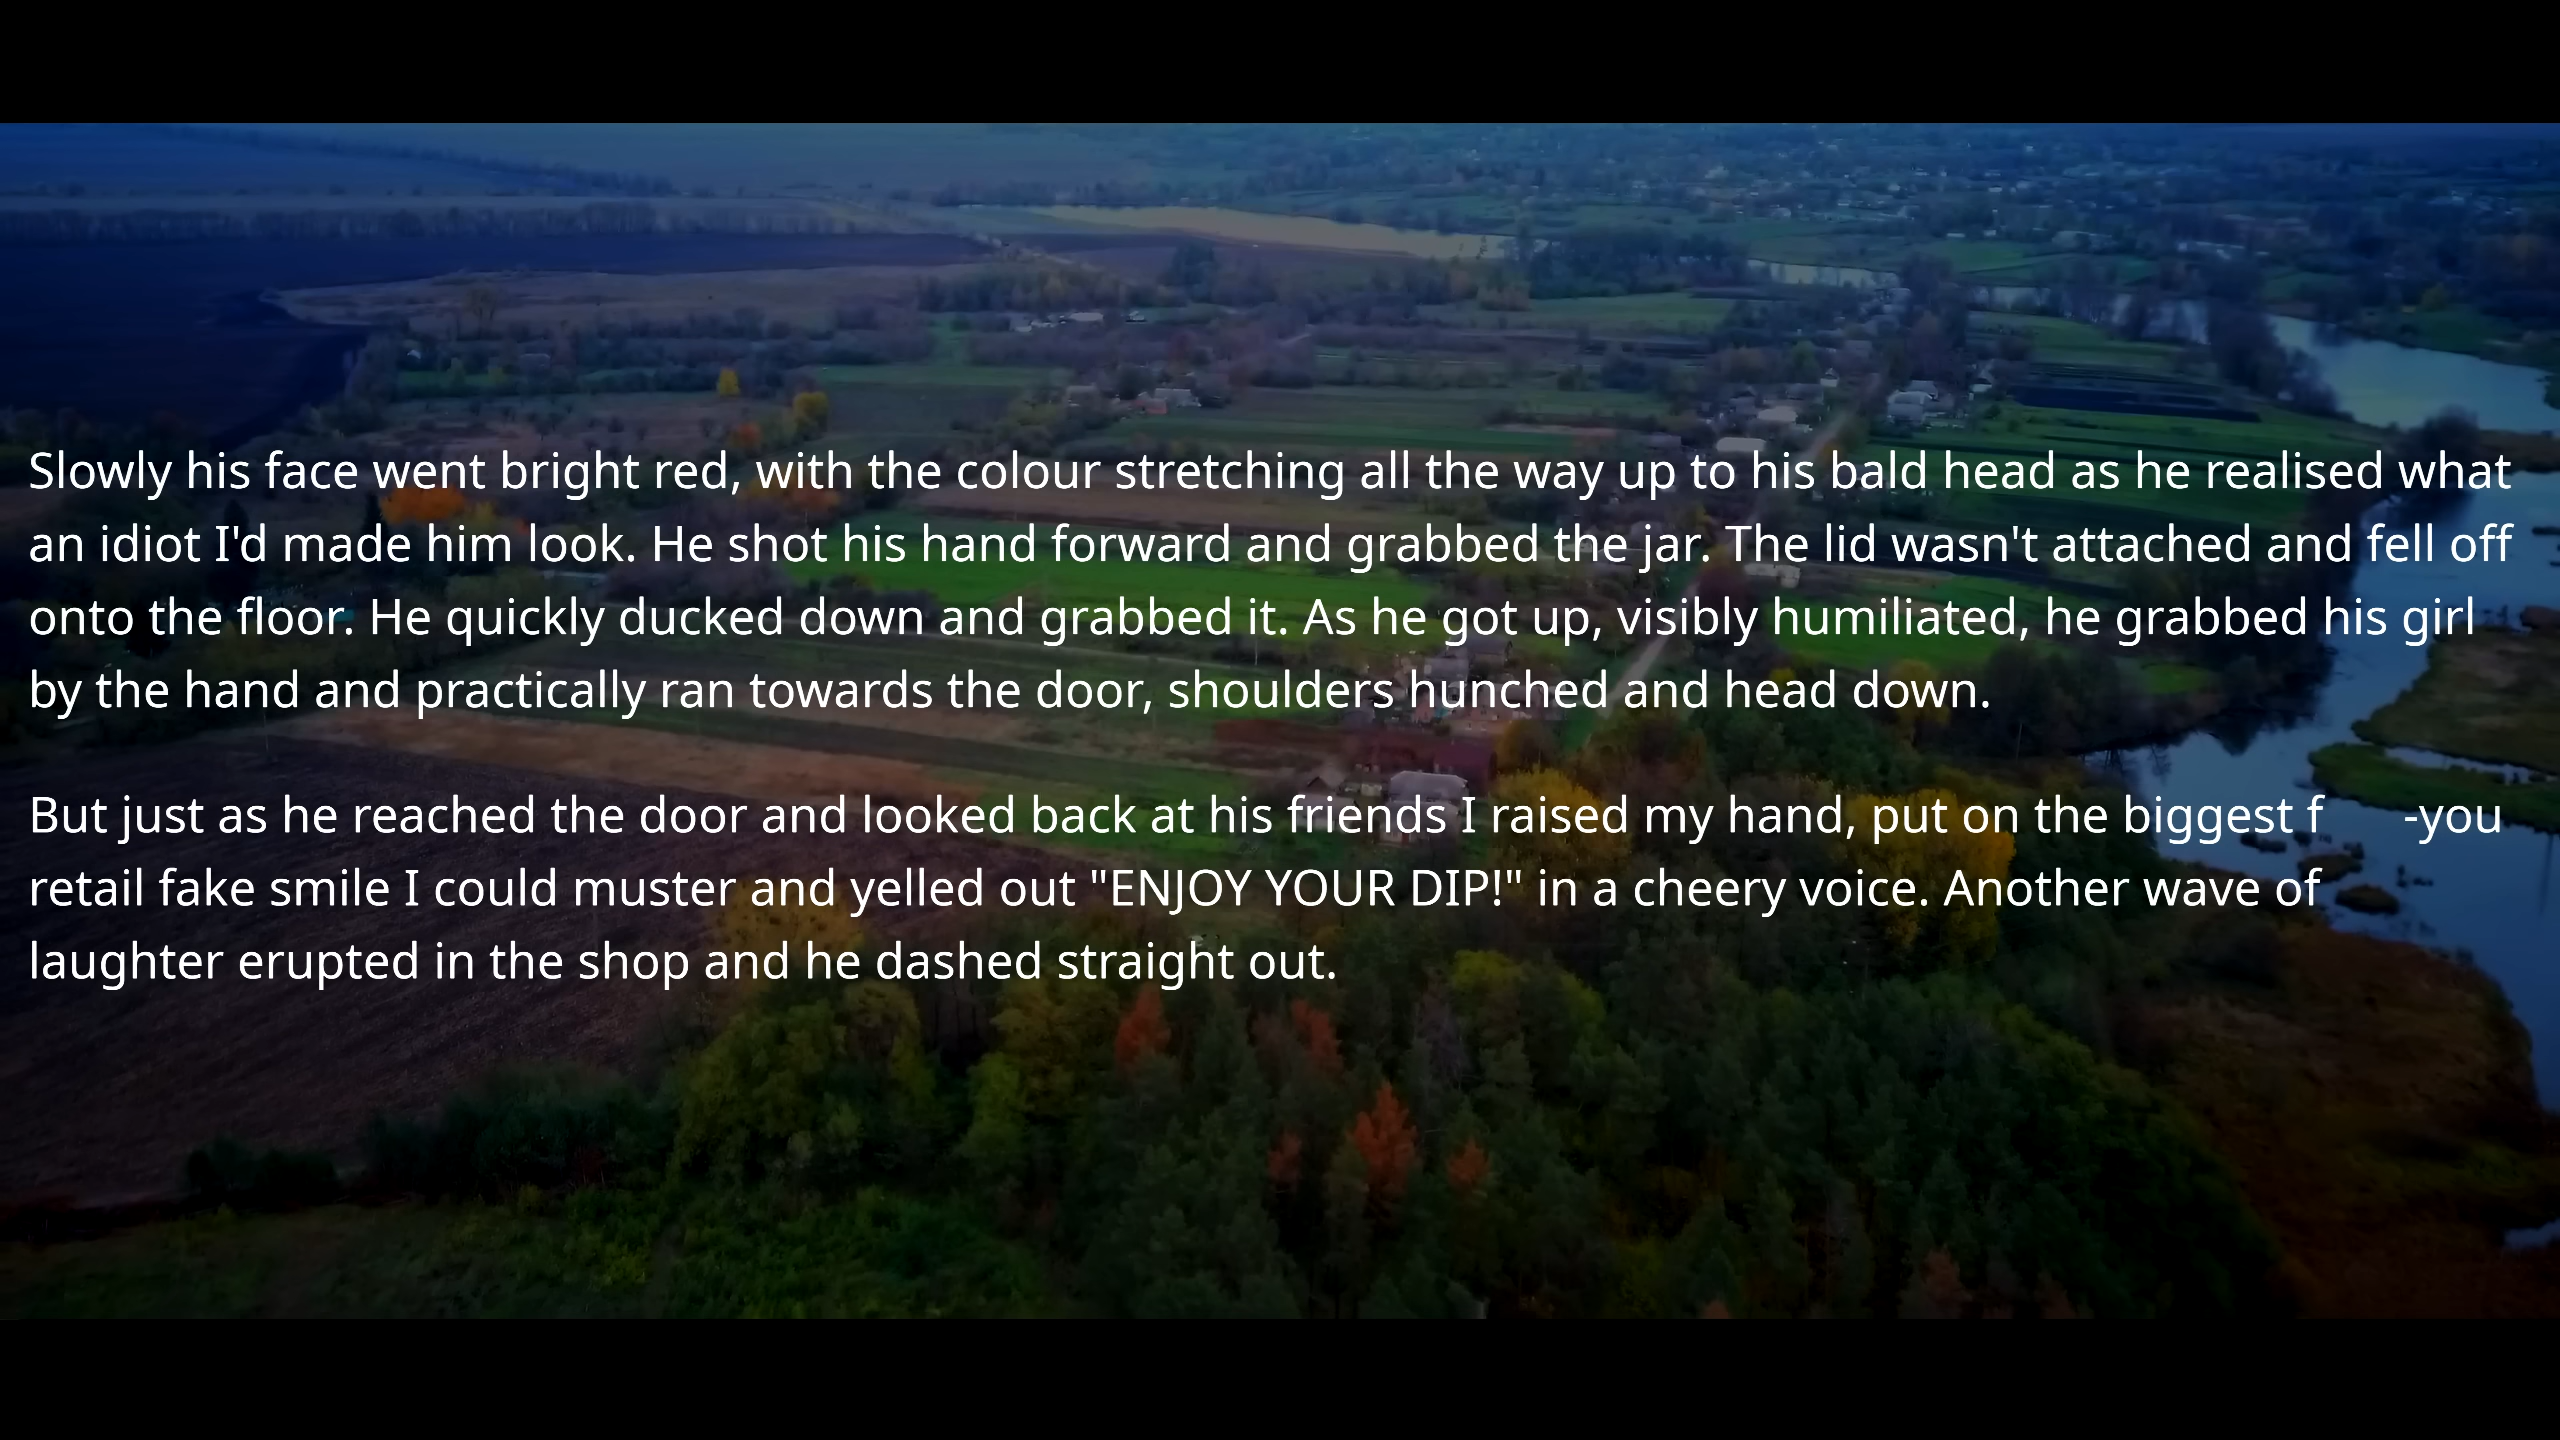 Slowly his face went bright red, with the colour stretching all the way up to his bald head as he realised what
an idiot I'd made him look. He shot his hand forward and grabbed the jar. The lid wasn't attached and fell off
onto the floor. He quickly ducked down and grabbed it. As he got up, visibly humiliated, he grabbed his girl
by the hand and practically ran towards the door, shoulders hunched and head down.
But just as he reached the door and looked back at his friends I raised my hand, put on the biggest f -you
retail fake smile I could muster and yelled out "ENJOY YOUR DIP!" in a cheery voice. Another wave of
laughter erupted in the shop and he dashed straight out.